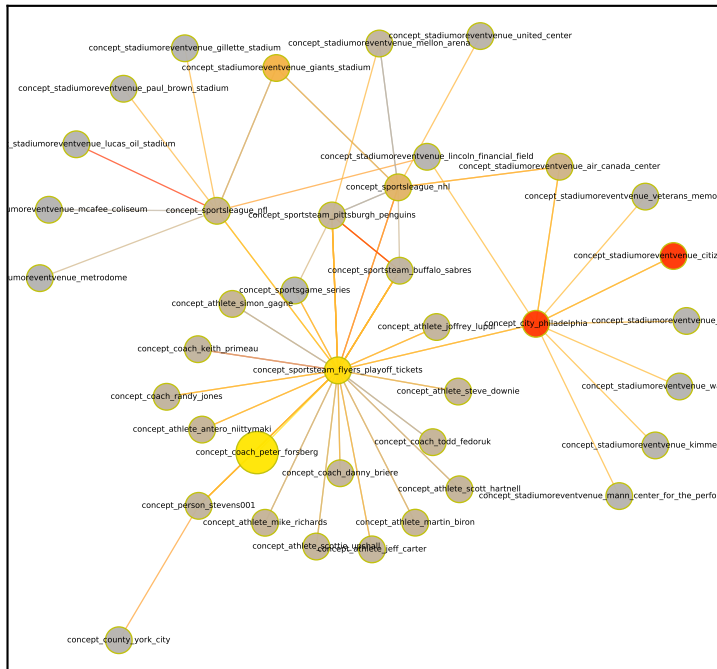 concept_stadiumoreventvenue_united_center
concept_stadiumoreventvenue_mellon_arena
concept_stadiumoreventvenue_gillette_stadium
concept_stadiumoreventvenue_giants_stadium
concept_stadiumoreventvenue_paul_brown_stadium
_stadiumoreventvenue_lucas_oil_stadium
concept_stadiumoreventvenue_lincoln_financial_field
concept_stadiumoreventvenue_air_canada_center
concept_sportsleague_nhl
concept_stadiumoreventvenue_veterans_memo
umoreventvenue_mcafee_coliseum
concept_sportsleague_nfl
concept_sportsteam_pittsburgh_penguins
concept_stadiumoreventvenue_citiz
concept_sportsteam_buffalo_sabres
umoreventvenue_metrodome
concept_sportsgame_series
concept_athlete_simon_gagne
concept_stadiumoreventvenue_
concept_city_philadelphia
concept_athlete_joffrey_lupul
concept_coach_keith_primeau
concept_sportsteam_flyers_playoff_tickets
concept_stadiumoreventvenue_wa
concept_athlete_steve_downie
concept_coach_randy_jones
concept_athlete_antero_niittymaki
concept_coach_todd_fedoruk
concept_stadiumoreventvenue_kimme
concept_coach_peter_forsberg
concept_coach_danny_briere
concept_athlete_scott_hartnell
concept_stadiumoreventvenue_mann_center_for_the_perfo
concept_person_stevens001
concept_athlete_mike_richards
concept_athlete_martin_biron
concept_athlete_scottie_upshall
concept_athlete_jeff_carter
concept_county_york_city